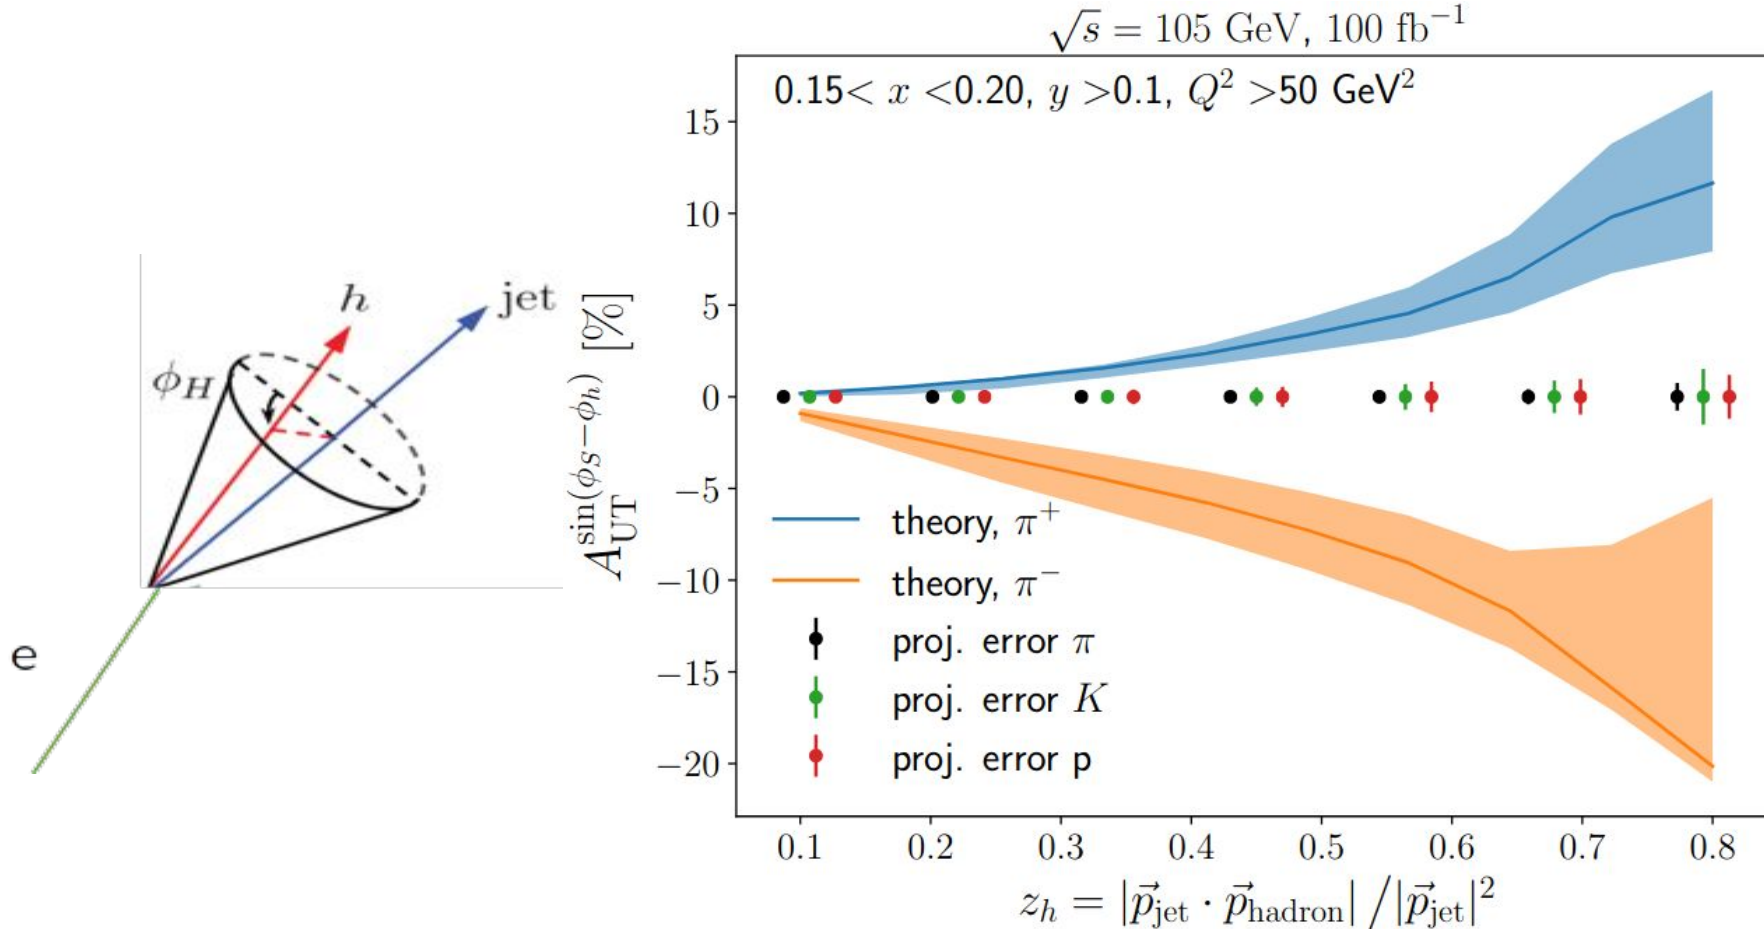 h
jet
ϕ_H
e
√s = 105 GeV, 100 fb⁻¹
0.15< x <0.20, y >0.1, Q² >50 GeV²
A_UT^{sin(ϕ_S−ϕ_h)} [%]
15
10
5
0
−5
−10
−15
−20
theory, π⁺
theory, π⁻
proj. error π
proj. error K
proj. error p
0.1 0.2 0.3 0.4 0.5 0.6 0.7 0.8
z_h = |p⃗_jet · p⃗_hadron| / |p⃗_jet|²